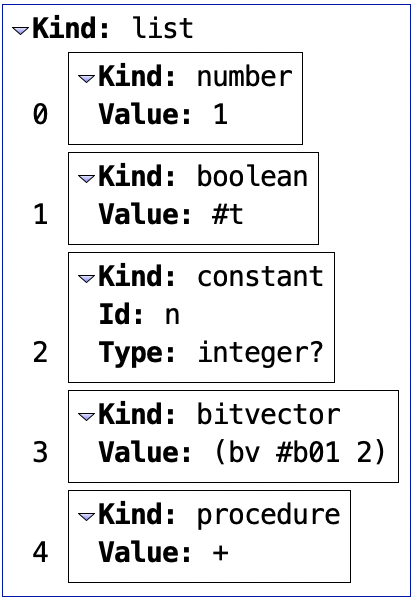 Kind: list
Kind: number
0 Value: 1
Kind: boolean
1 Value: #t
Kind: constant
Id: n
2 Type: integer?
Kind: bitvector
3 Value: (bv #b01 2)
Kind: procedure
4 Value: +